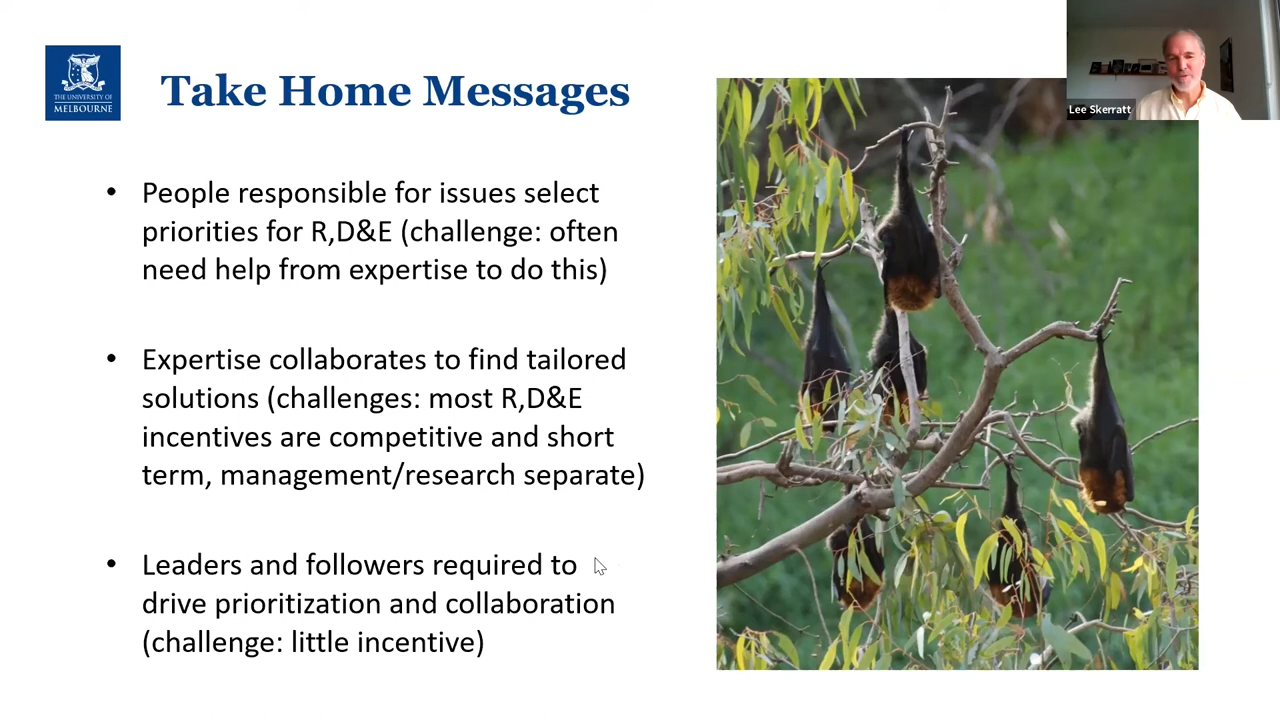 THE UNIVERSITY OF
MELBOURNE
Take Home Messages
Lee Skerratt
• People responsible for issues select
priorities for R,D&E (challenge: often
need help from expertise to do this)
• Expertise collaborates to find tailored
solutions (challenges: most R,D&E
incentives are competitive and short
term, management/research separate)
• Leaders and followers required to
drive prioritization and collaboration
(challenge: little incentive)